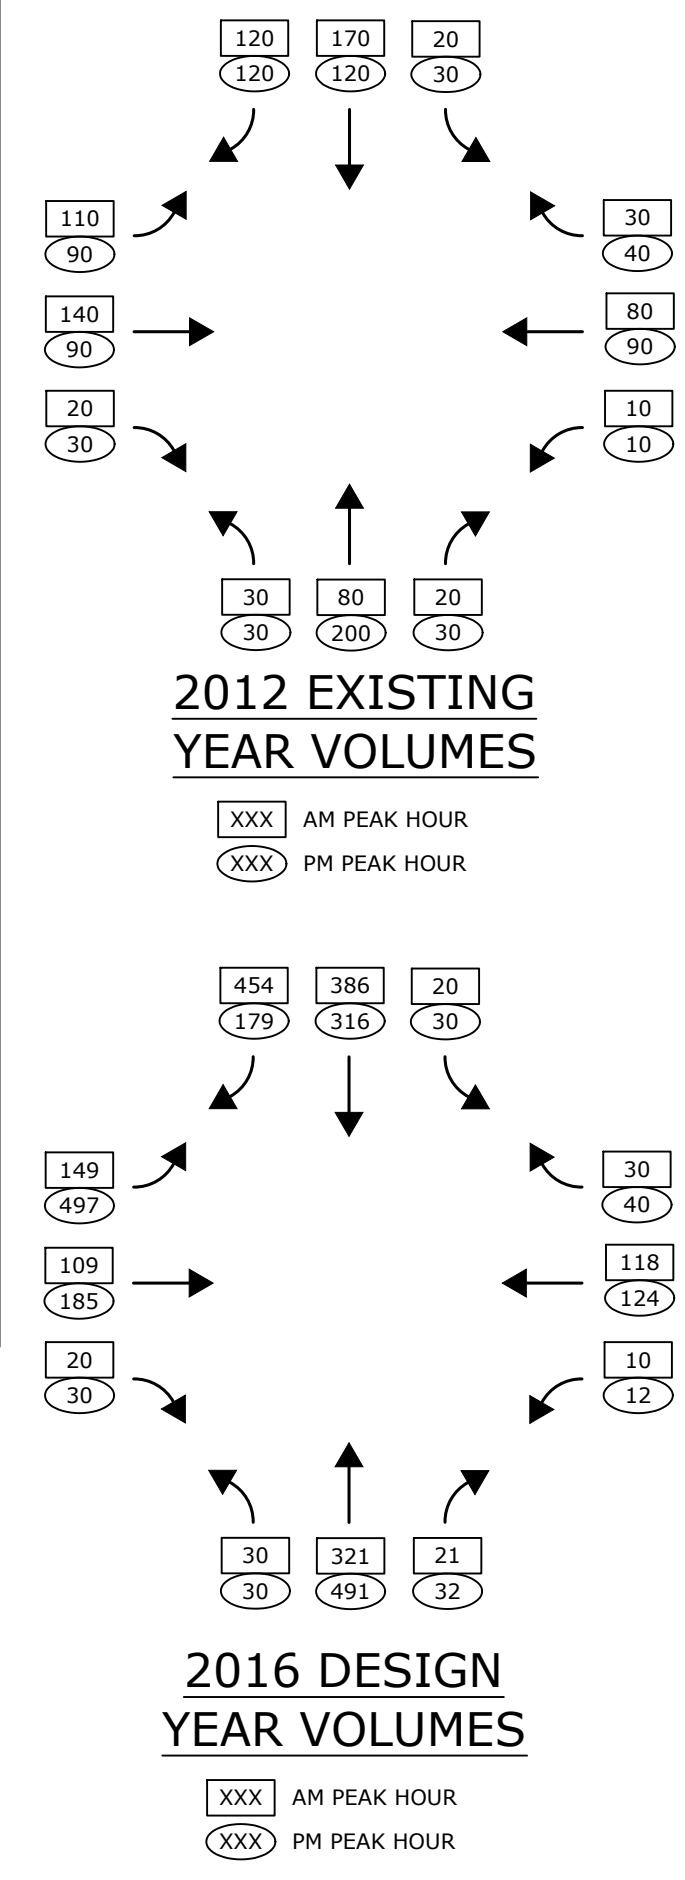 120 170 20
120 120 30
110 30
90 40
140 80
90 90
20 10
30 10
30 80 20
30 200 30
2012 EXISTING
YEAR VOLUMES
XXX AM PEAK HOUR
XXX PM PEAK HOUR
454 386 20
179 316 30
149 30
497 40
109 118
185 124
20 10
30 12
30 321 21
30 491 32
2016 DESIGN
YEAR VOLUMES
XXX AM PEAK HOUR
XXX PM PEAK HOUR